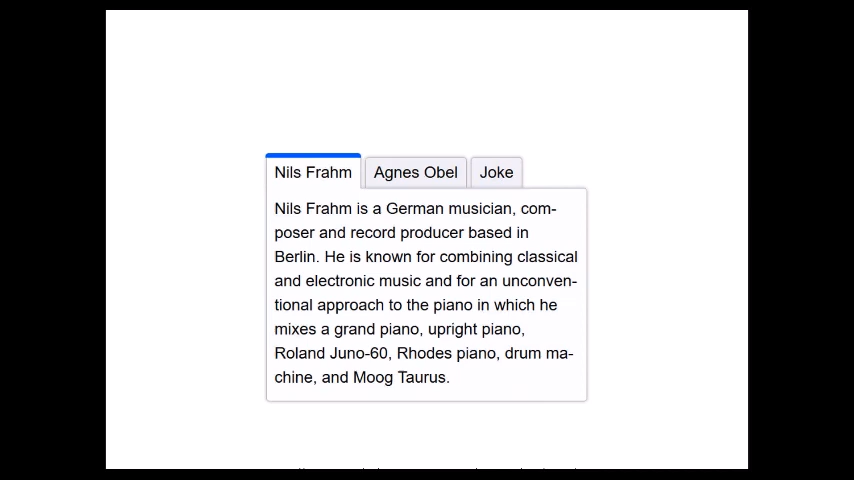 Nils Frahm
Agnes Obel
Joke
Nils Frahm is a German musician, com-
poser and record producer based in
Berlin. He is known for combining classical
and electronic music and for an unconven-
tional approach to the piano in which he
mixes a grand piano, upright piano,
Roland Juno-60, Rhodes piano, drum ma-
chine, and Moog Taurus.